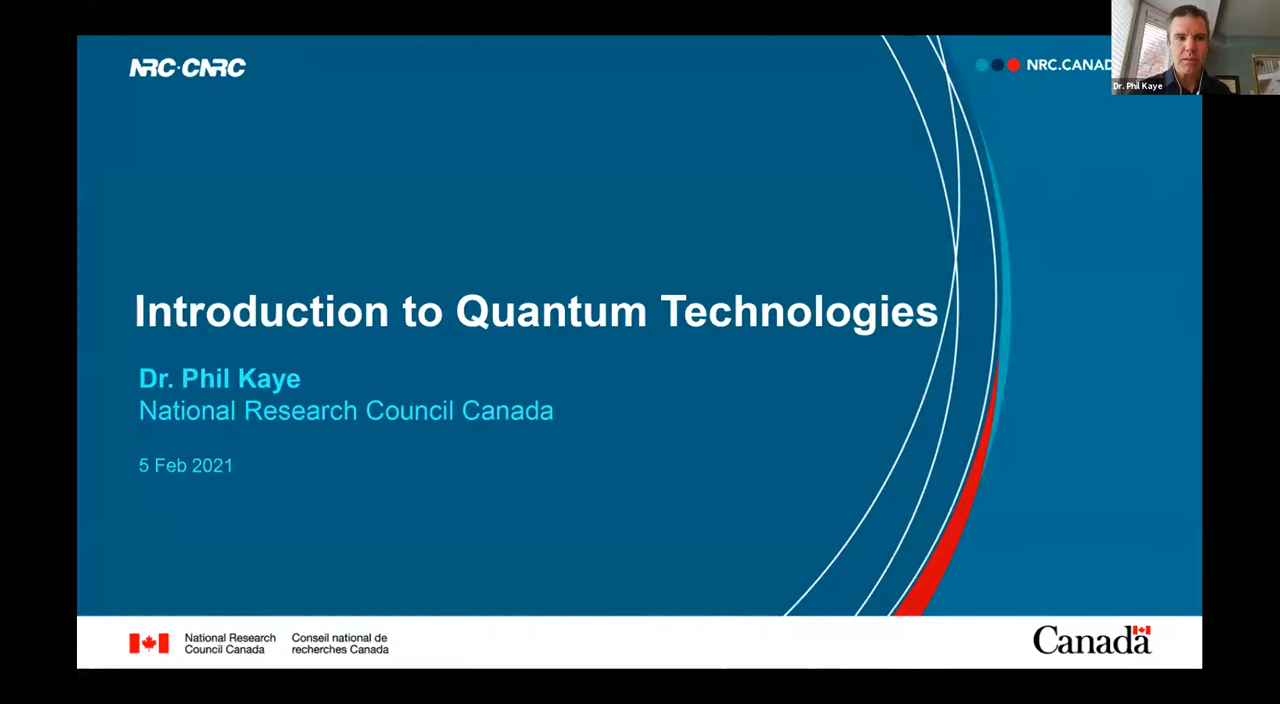 NRC·CNRC
NRC.CANAD
Dr. Phil Kaye
Introduction to Quantum Technologies
Dr. Phil Kaye
National Research Council Canada
5 Feb 2021
National Research
Council Canada
Conseil national de
recherches Canada
Canada